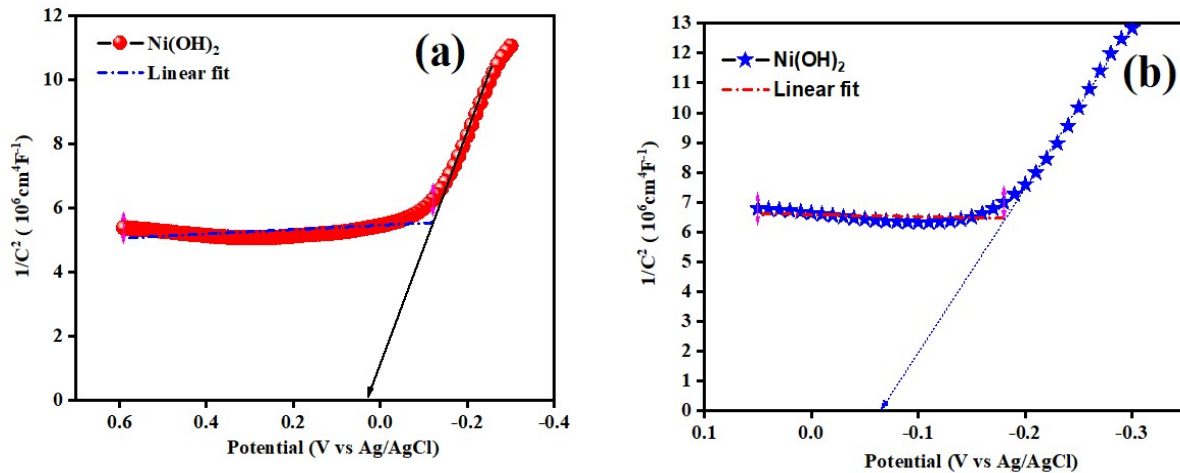 (a)
Ni(OH)2
Linear fit
1/C2 ( 106cm4F-1)
12
10
8
6
4
2
0
0.6 0.4 0.2 0.0 -0.2 -0.4
Potential (V vs Ag/AgCl)
(b)
Ni(OH)2
Linear fit
1/C2 ( 106cm4F-1)
13
12
11
10
9
8
7
6
5
4
3
2
1
0
0.1 0.0 -0.1 -0.2 -0.3
Potential (V vs Ag/AgCl)